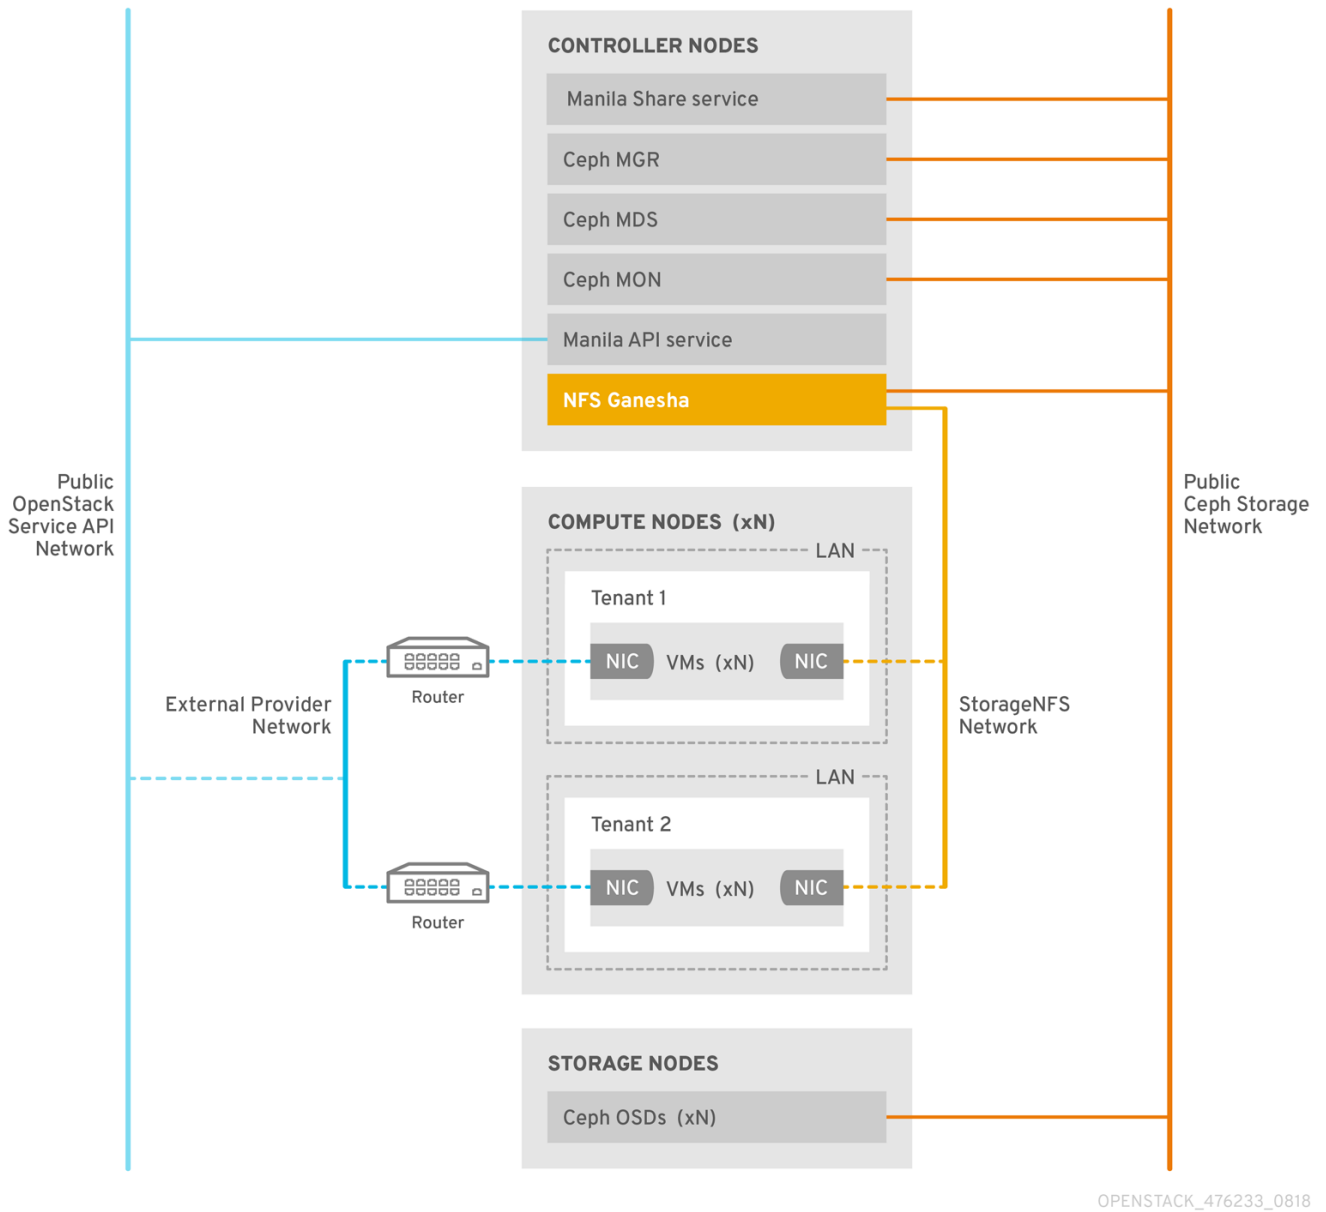 CONTROLLER NODES
Manila Share service
Ceph MGR
Ceph MDS
Ceph MON
Manila API service
NFS Ganesha
Public
OpenStack
Service API
Network
Public
Ceph Storage
Network
COMPUTE NODES (xN)
LAN
Tenant 1
NIC VMs (xN) NIC
Router
External Provider
Network
StorageNFS
Network
LAN
Tenant 2
NIC VMs (xN) NIC
Router
STORAGE NODES
Ceph OSDs (xN)
OPENSTACK_476233_0818